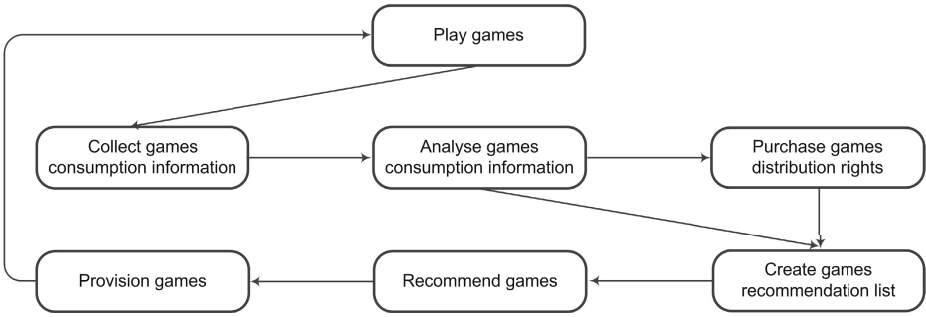 Play games
Collect games
consumption information
Analyse games
consumption information
Purchase games
distribution rights
Provision games
Recommend games
Create games
recommendation list